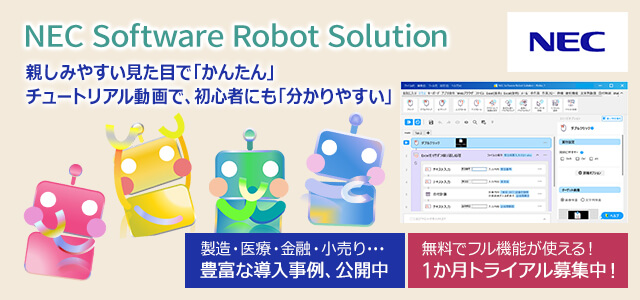 NEC Software Robot Solution
NEC
親しみやすい見た目で「かんたん」
チュートリアル動画で、初心者にも「分かりやすい」
製造・医療・金融・小売り・・・
豊富な導入事例、公開中
無料でフル機能が使える！
1か月トライアル募集中！